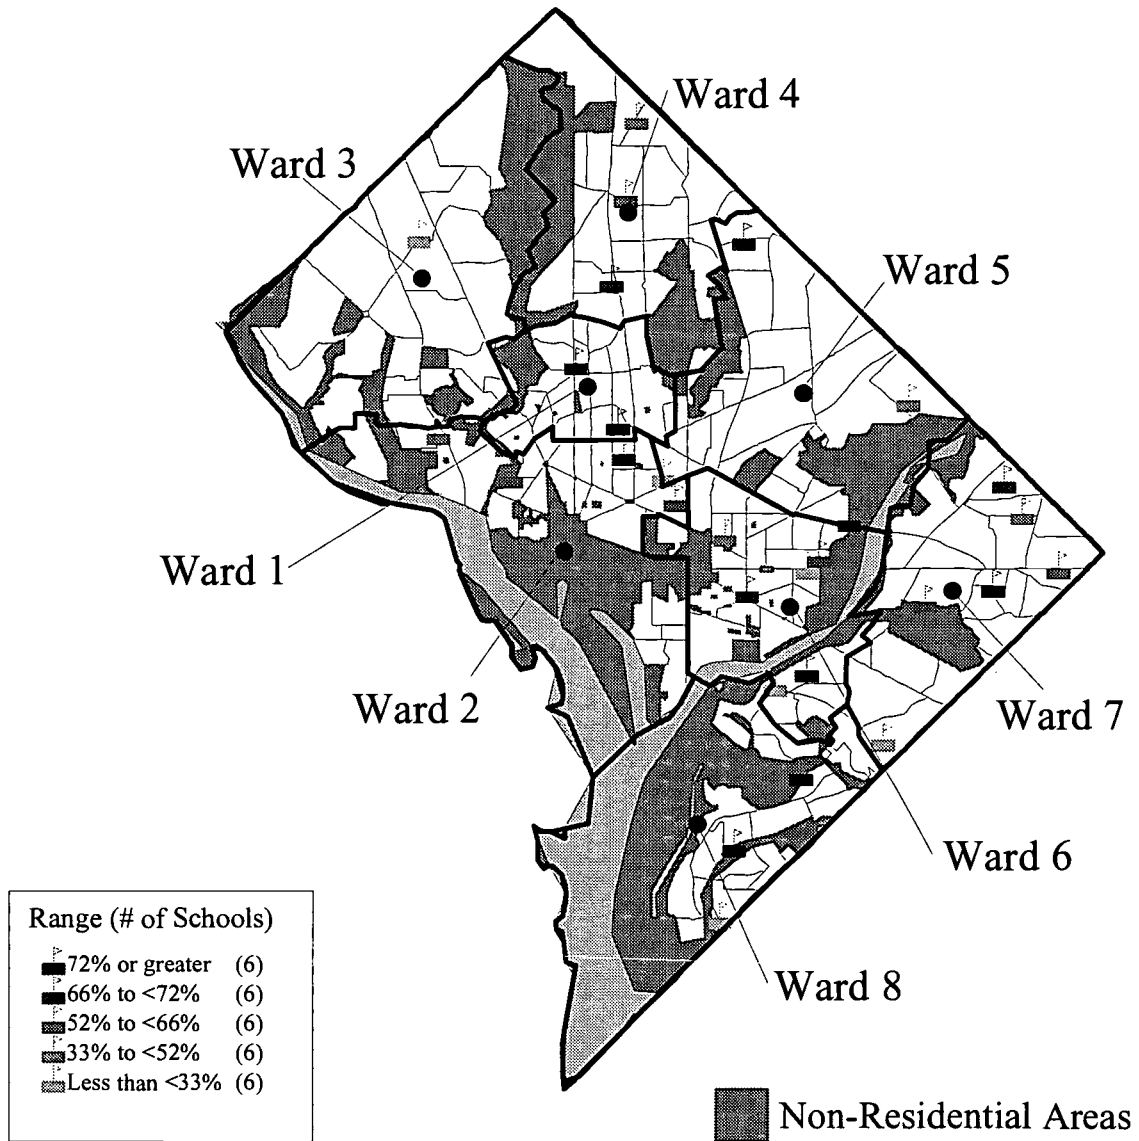 Ward 4
Ward 3
Ward 5
Ward 1
Ward 2
Ward 7
Ward 6
Ward 8
Range (# of Schools)
72% or greater (6)
66% to <72% (6)
52% to <66% (6)
33% to <52% (6)
Less than <33% (6)
Non-Residential Areas